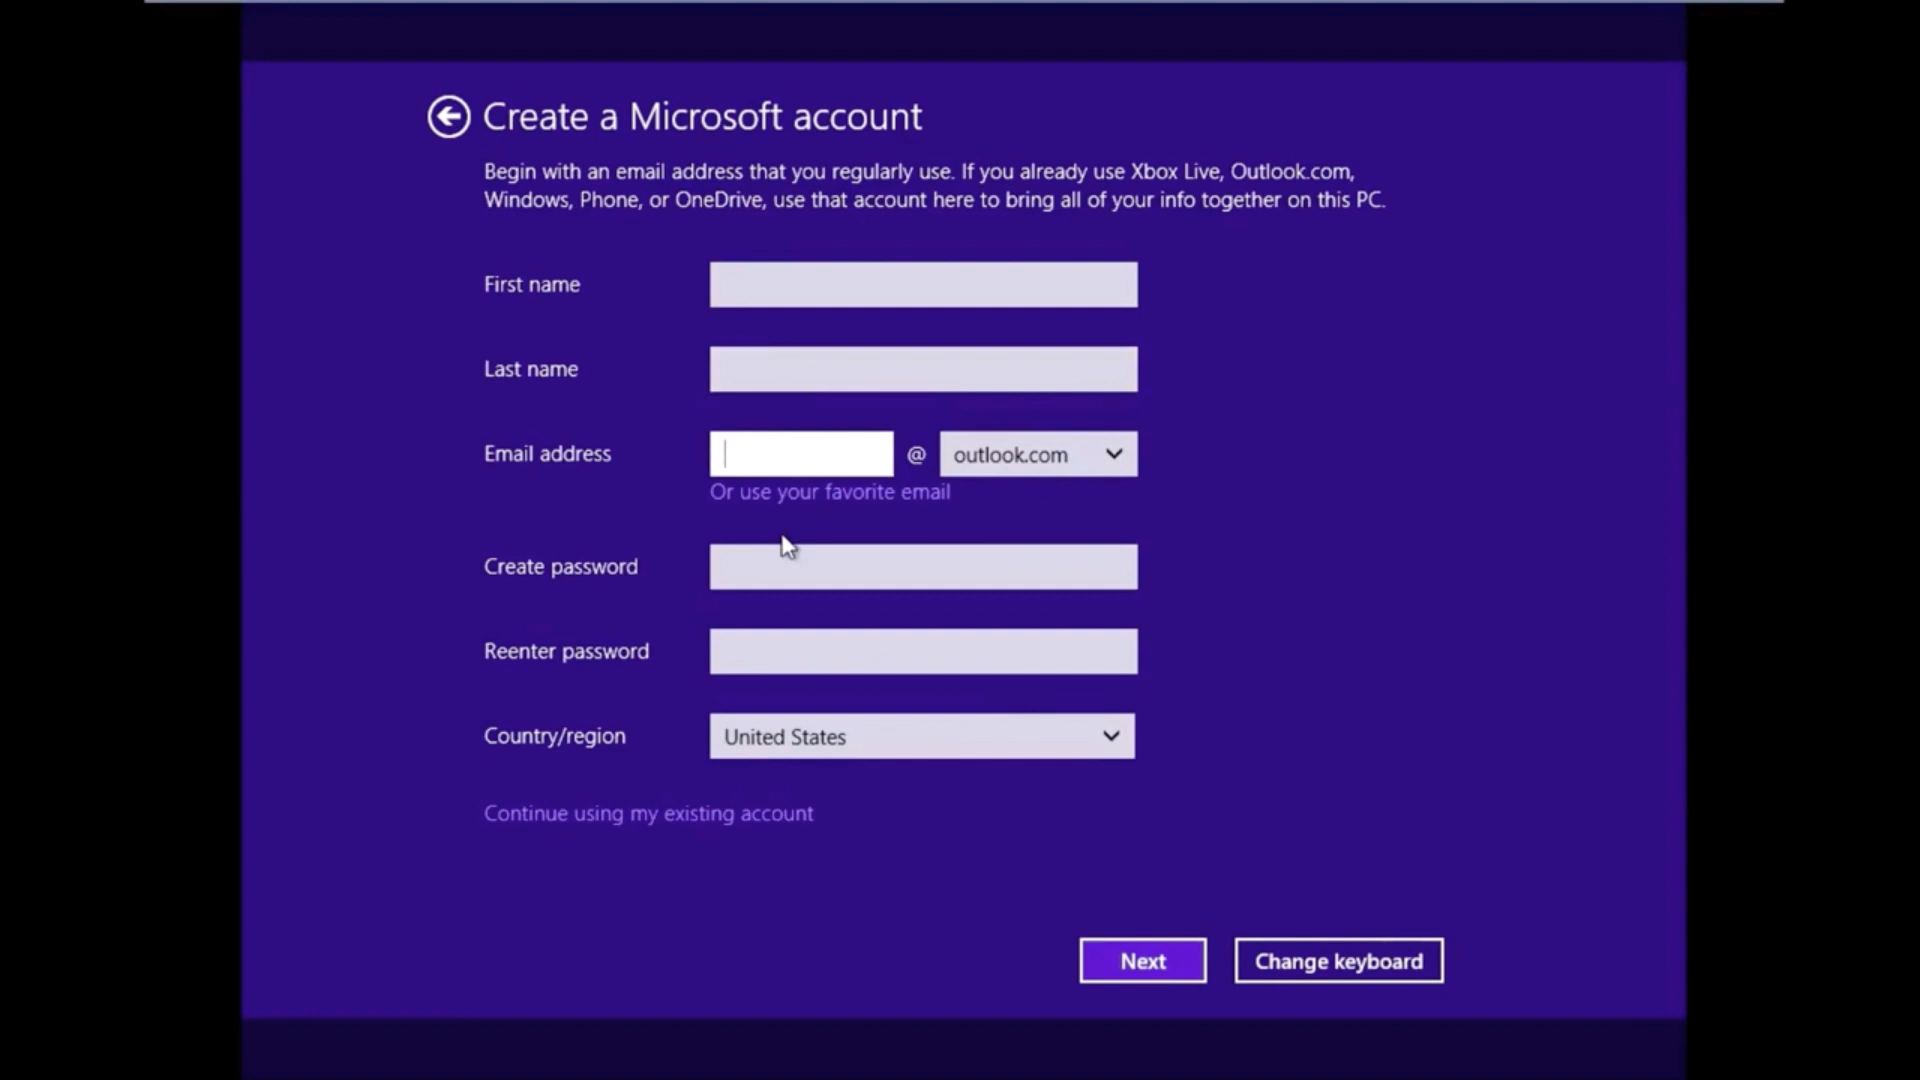 Create a Microsoft account
Begin with an email address that you regularly use. If you already use Xbox Live, Outlook.com,
Windows, Phone, or OneDrive, use that account here to bring all of your info together on this PC.
First name
Last name
Email address @ outlook.com
Or use your favorite email
Create password
Reenter password
Country/region United States
Continue using my existing account
Next Change keyboard